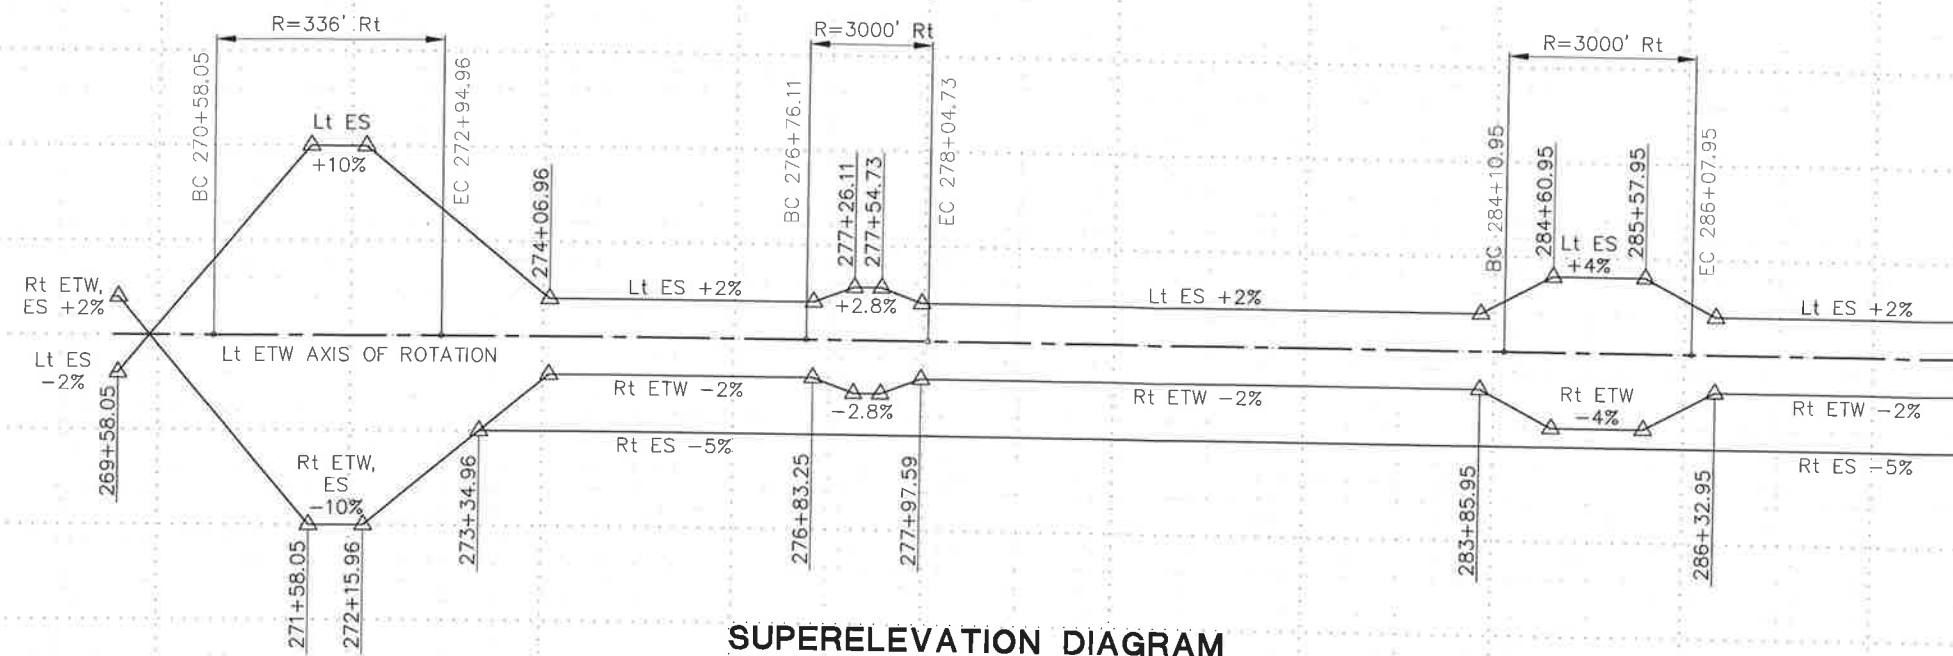 R=336' Rt
R=3000' Rt
R=3000' Rt
BC 270+58.05
EC 272+94.96
BC 276+76.11
EC 278+04.73
BC 284+10.95
EC 286+07.95
Lt ES
+10%
274+06.96
277+26.11
277+54.73
284+60.95
285+57.95
Lt ES
+4%
Rt ETW,
ES +2%
Lt ES +2%
+2.8%
Lt ES +2%
Lt ES +2%
Lt ETW AXIS OF ROTATION
Lt ES
-2%
269+58.05
Rt ETW -2%
-2.8%
Rt ETW -2%
Rt ETW
-4%
Rt ETW -2%
Rt ETW,
ES
-10%
Rt ES -5%
Rt ES -5%
271+58.05
272+15.96
273+34.96
276+83.25
277+97.59
283+85.95
286+32.95
SUPERELEVATION DIAGRAM